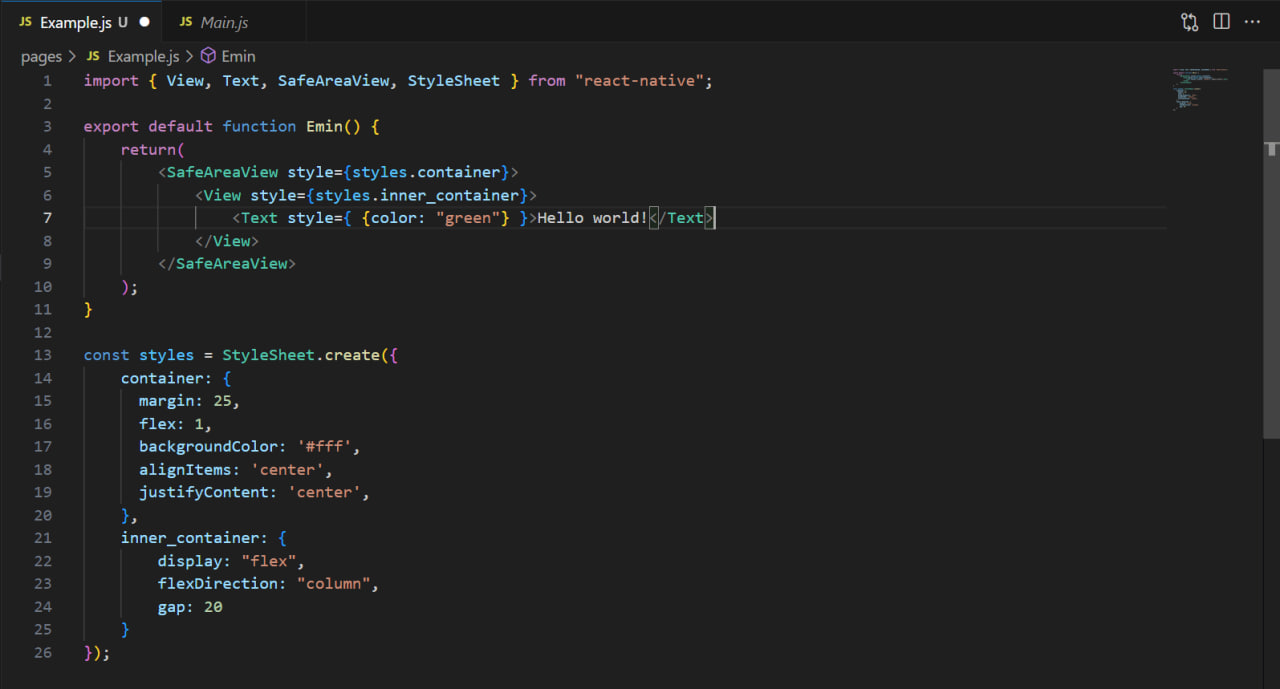 JS Example.js U ● JS Main.js
pages > JS Example.js > Emin
1 import { View, Text, SafeAreaView, StyleSheet } from "react-native";
2
3 export default function Emin() {
4     return(
5         <SafeAreaView style={styles.container}>
6             <View style={styles.inner_container}>
7                 <Text style={ {color: "green"} }>Hello world!</Text>
8             </View>
9         </SafeAreaView>
10     );
11 }
12
13 const styles = StyleSheet.create({
14     container: {
15       margin: 25,
16       flex: 1,
17       backgroundColor: '#fff',
18       alignItems: 'center',
19       justifyContent: 'center',
20     },
21     inner_container: {
22         display: "flex",
23         flexDirection: "column",
24         gap: 20
25     }
26 });